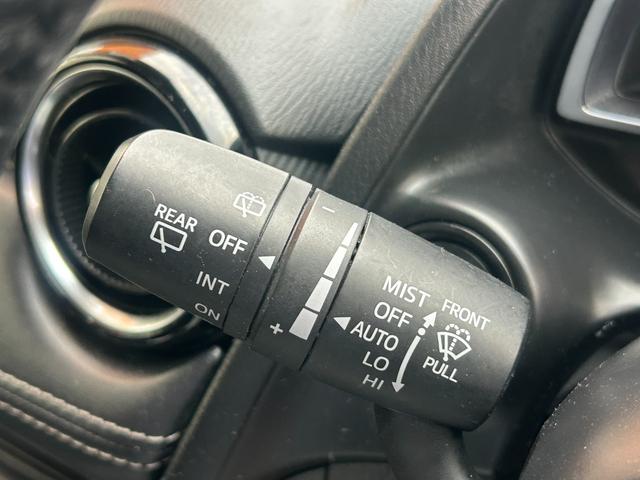 REAR
OFF
INT
ON
−
+
MIST
OFF
AUTO
LO
HI
FRONT
PULL